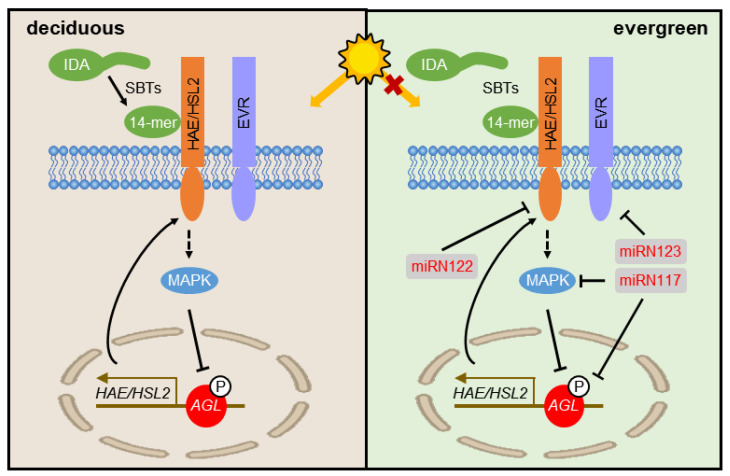 deciduous
IDA
SBTs
14-mer
HAE/HSL2
EVR
MAPK
HAE/HSL2
AGL
P
evergreen
IDA
SBTs
14-mer
HAE/HSL2
EVR
miRN122
miRN123
MAPK
miRN117
HAE/HSL2
AGL
P